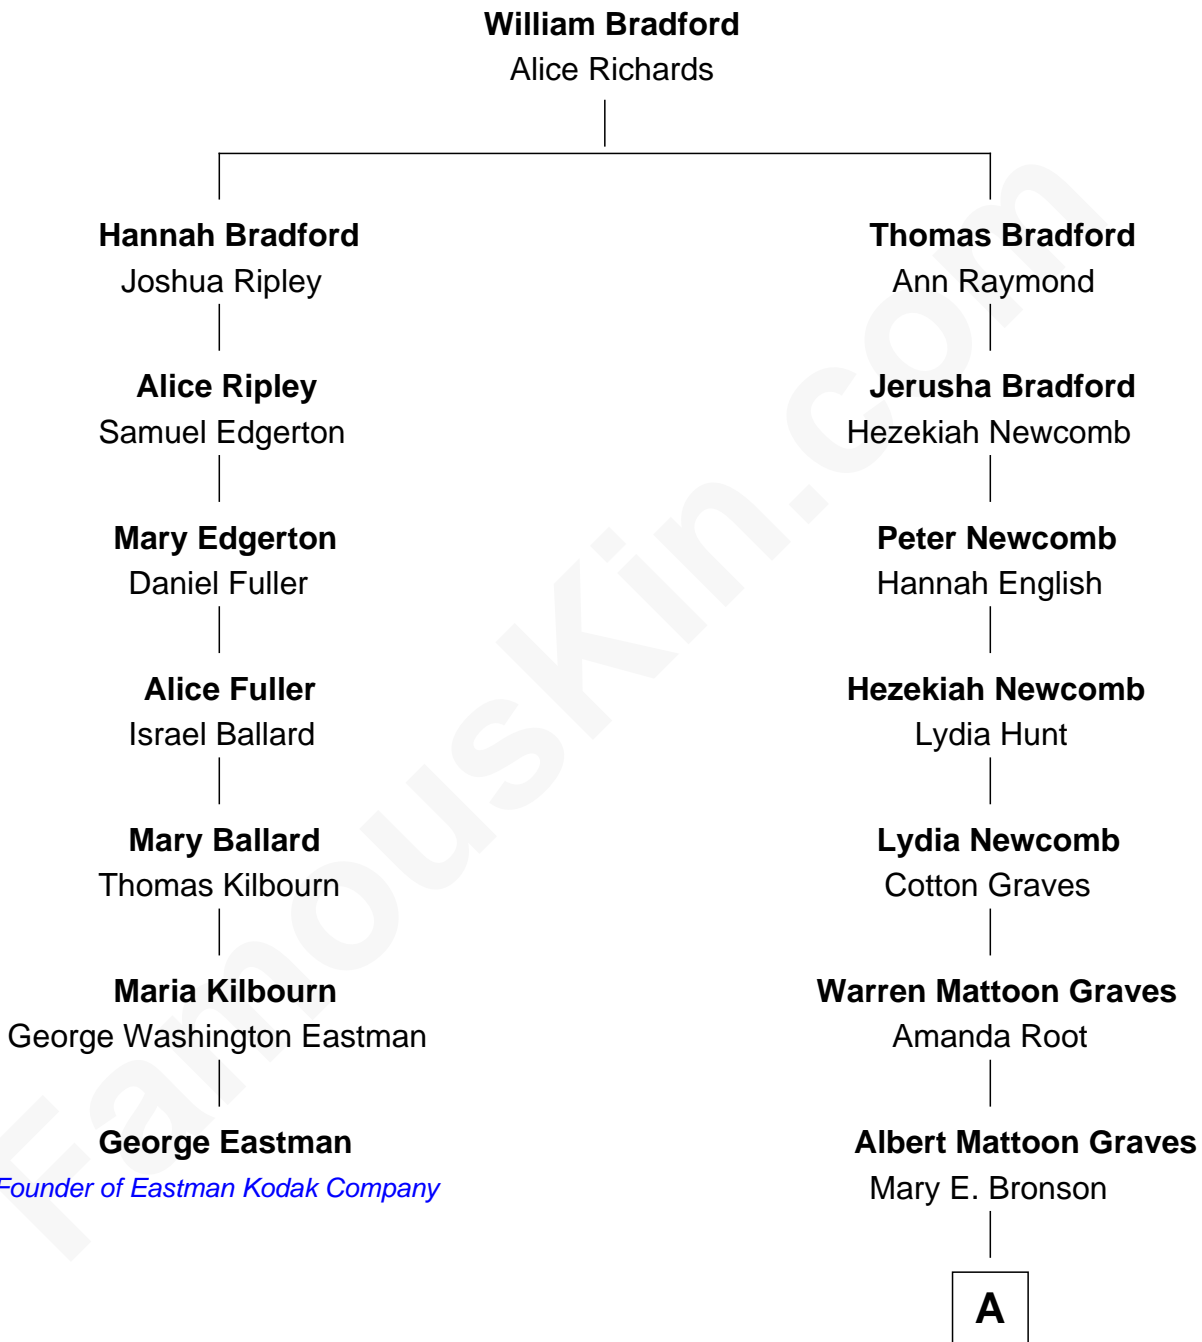 William Bradford
Alice Richards
Hannah Bradford
Joshua Ripley
Thomas Bradford
Ann Raymond
Alice Ripley
Samuel Edgerton
Jerusha Bradford
Hezekiah Newcomb
Mary Edgerton
Daniel Fuller
Peter Newcomb
Hannah English
Alice Fuller
Israel Ballard
Hezekiah Newcomb
Lydia Hunt
Mary Ballard
Thomas Kilbourn
Lydia Newcomb
Cotton Graves
Maria Kilbourn
George Washington Eastman
Warren Mattoon Graves
Amanda Root
George Eastman
Founder of Eastman Kodak Company
Albert Mattoon Graves
Mary E. Bronson
A
FamousKin.com